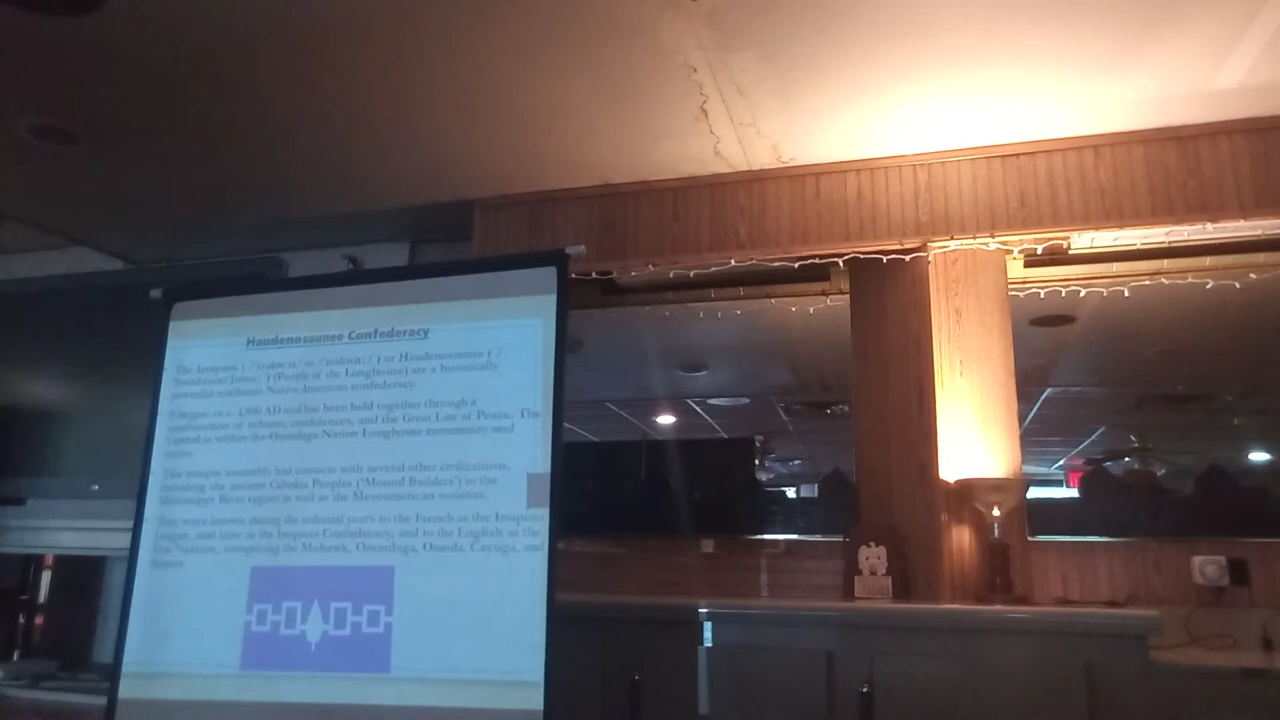 Haudenosaunee Confederacy
The Iroquois ( / or / ) or Haudenosaunee ( /
/ ) (People of the Longhouse) are a historically
powerful northeast Native American confederacy.
in c. 1,000 AD and has been held together through a
combination of tributes, and the Great Law of Peace. The
Capital is within the Onondaga Nation Longhouse community and
This unique assembly had contacts with several other civilizations,
including the ancient Cahokia Peoples ("Mound Builders") in the
Mississippi River region as well as the Mesoamerican societies.
They were known during the colonial years to the French as the Iroquois
League, and later as the Iroquois Confederacy, and to the English as the
Five Nations, comprising the Mohawk, Onondaga, Oneida, Cayuga, and
Seneca